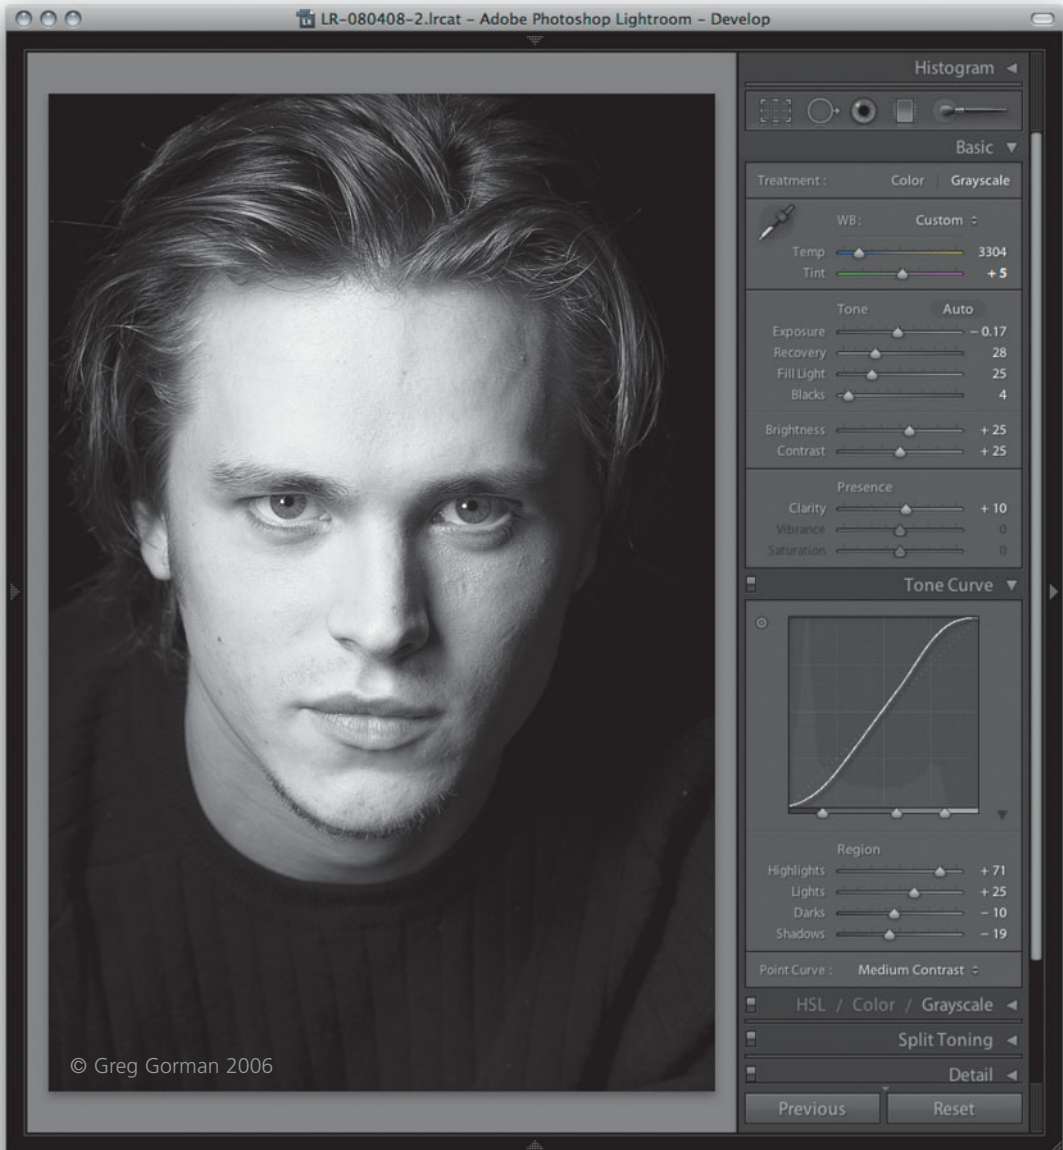 LR-080408-2.lrcat – Adobe Photoshop Lightroom – Develop
Histogram
Basic
Treatment : Color Grayscale
WB : Custom
Temp 3304
Tint + 5
Tone Auto
Exposure – 0.17
Recovery 28
Fill Light 25
Blacks 4
Brightness + 25
Contrast + 25
Presence
Clarity + 10
Vibrance 0
Saturation 0
Tone Curve
Region
Highlights + 71
Lights + 25
Darks – 10
Shadows – 19
Point Curve : Medium Contrast
HSL / Color / Grayscale
Split Toning
Detail
Previous Reset
© Greg Gorman 2006